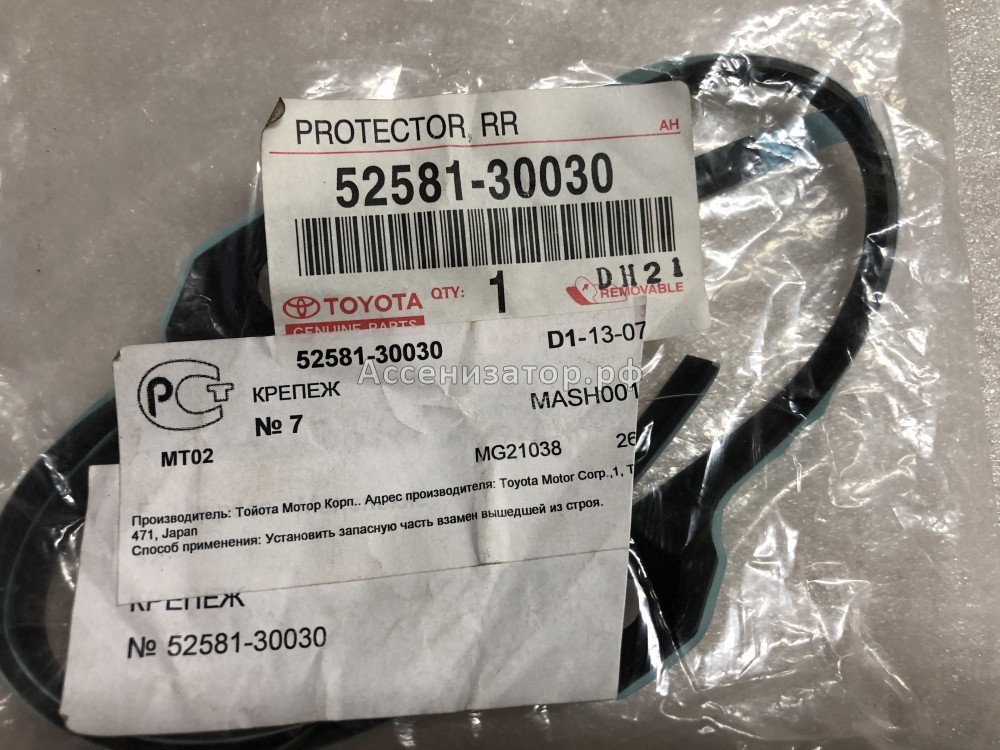 PROTECTOR, RR
AH
52581-30030
TOYOTA
QTY: 1
DH21
REMOVABLE
GENUINE PARTS
52581-30030
D1-13-07
РСТ
КРЕПЕЖ
MASH001
Ассенизатор.рф
№ 7
MT02
MG21038
26
Производитель: Тойота Мотор Корп.. Адрес производителя: Toyota Motor Corp.,1, T
471, Japan
Способ применения: Установить запасную часть взамен вышедшей из строя.
КРЕПЕЖ
№ 52581-30030